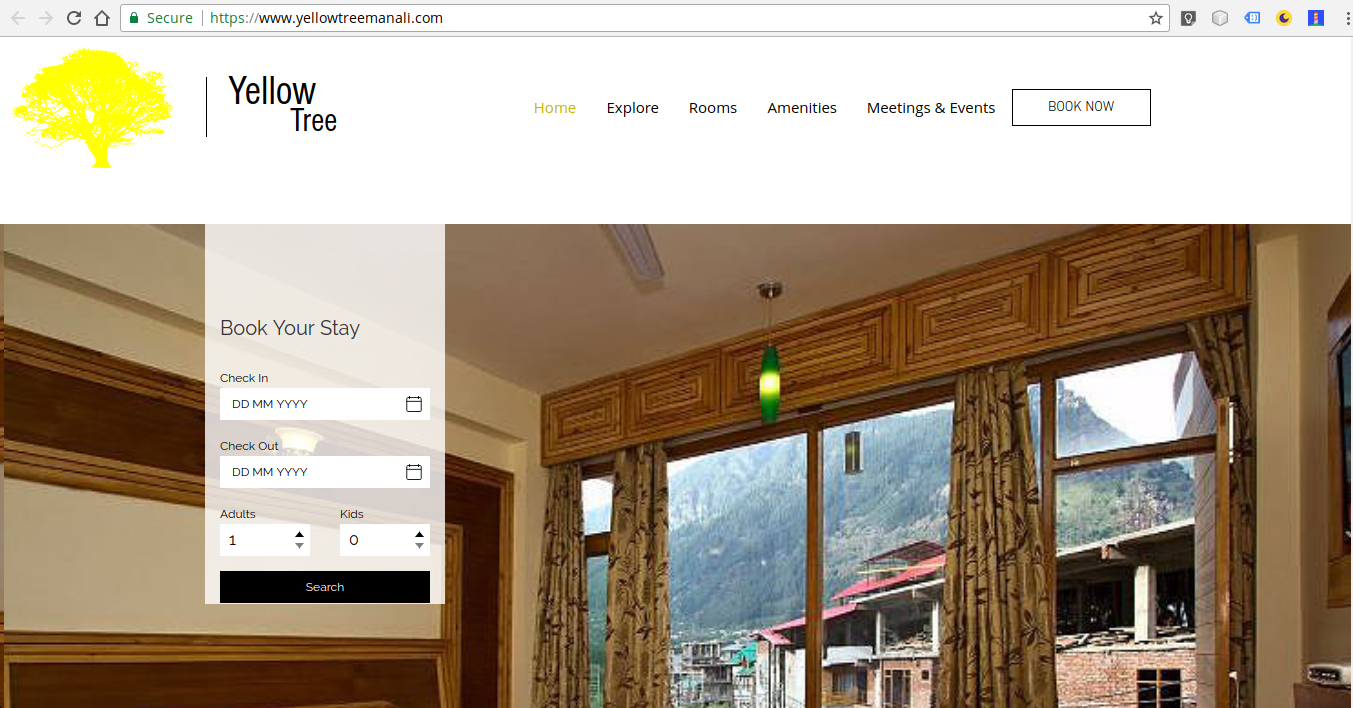 Secure https://www.yellowtreemanali.com
Yellow
Tree
Home Explore Rooms Amenities Meetings & Events BOOK NOW
Book Your Stay
Check In
DD MM YYYY
Check Out
DD MM YYYY
Adults Kids
1 0
Search